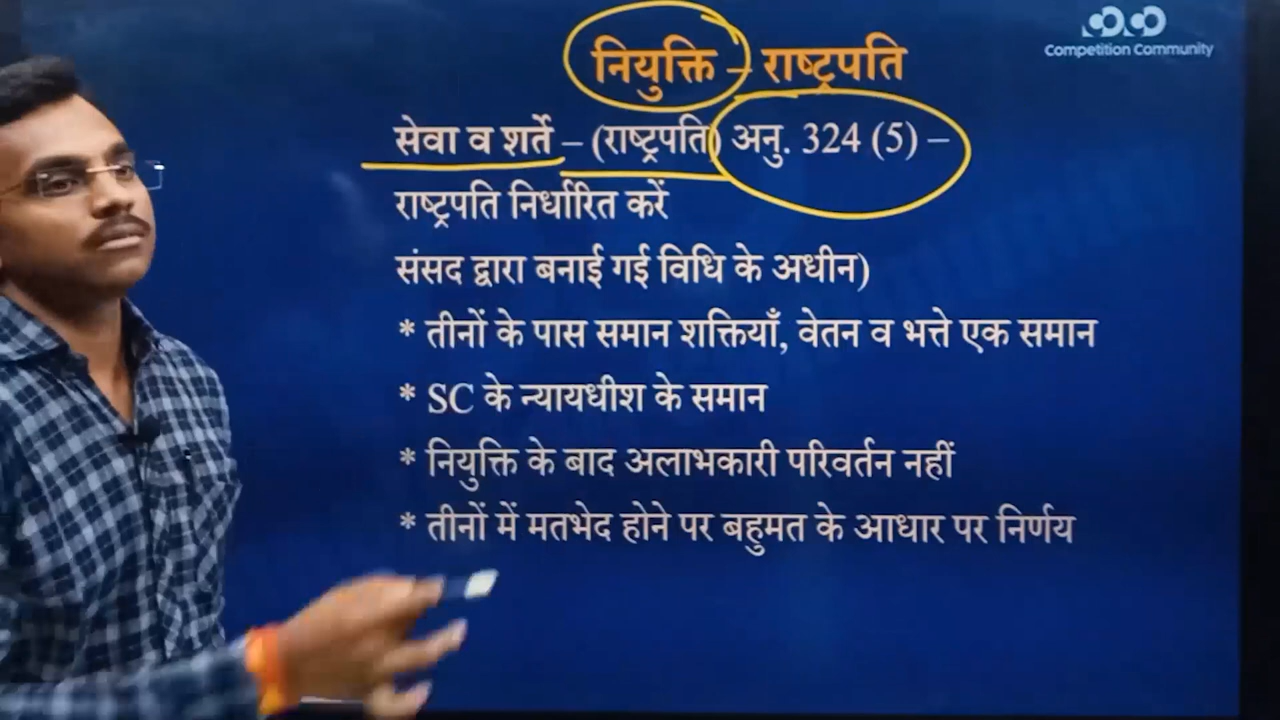 Competition Community
नियुक्ति – राष्ट्रपति
सेवा व शर्ते – (राष्ट्रपति) अनु. 324 (5) –
राष्ट्रपति निर्धारित करें
संसद द्वारा बनाई गई विधि के अधीन)
* तीनों के पास समान शक्तियाँ, वेतन व भत्ते एक समान
* SC के न्यायधीश के समान
* नियुक्ति के बाद अलाभकारी परिवर्तन नहीं
* तीनों में मतभेद होने पर बहुमत के आधार पर निर्णय